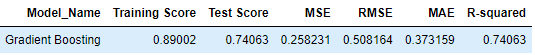 Model_Name Training Score Test Score MSE RMSE MAE R-squared
Gradient Boosting 0.89002 0.74063 0.258231 0.508164 0.373159 0.74063